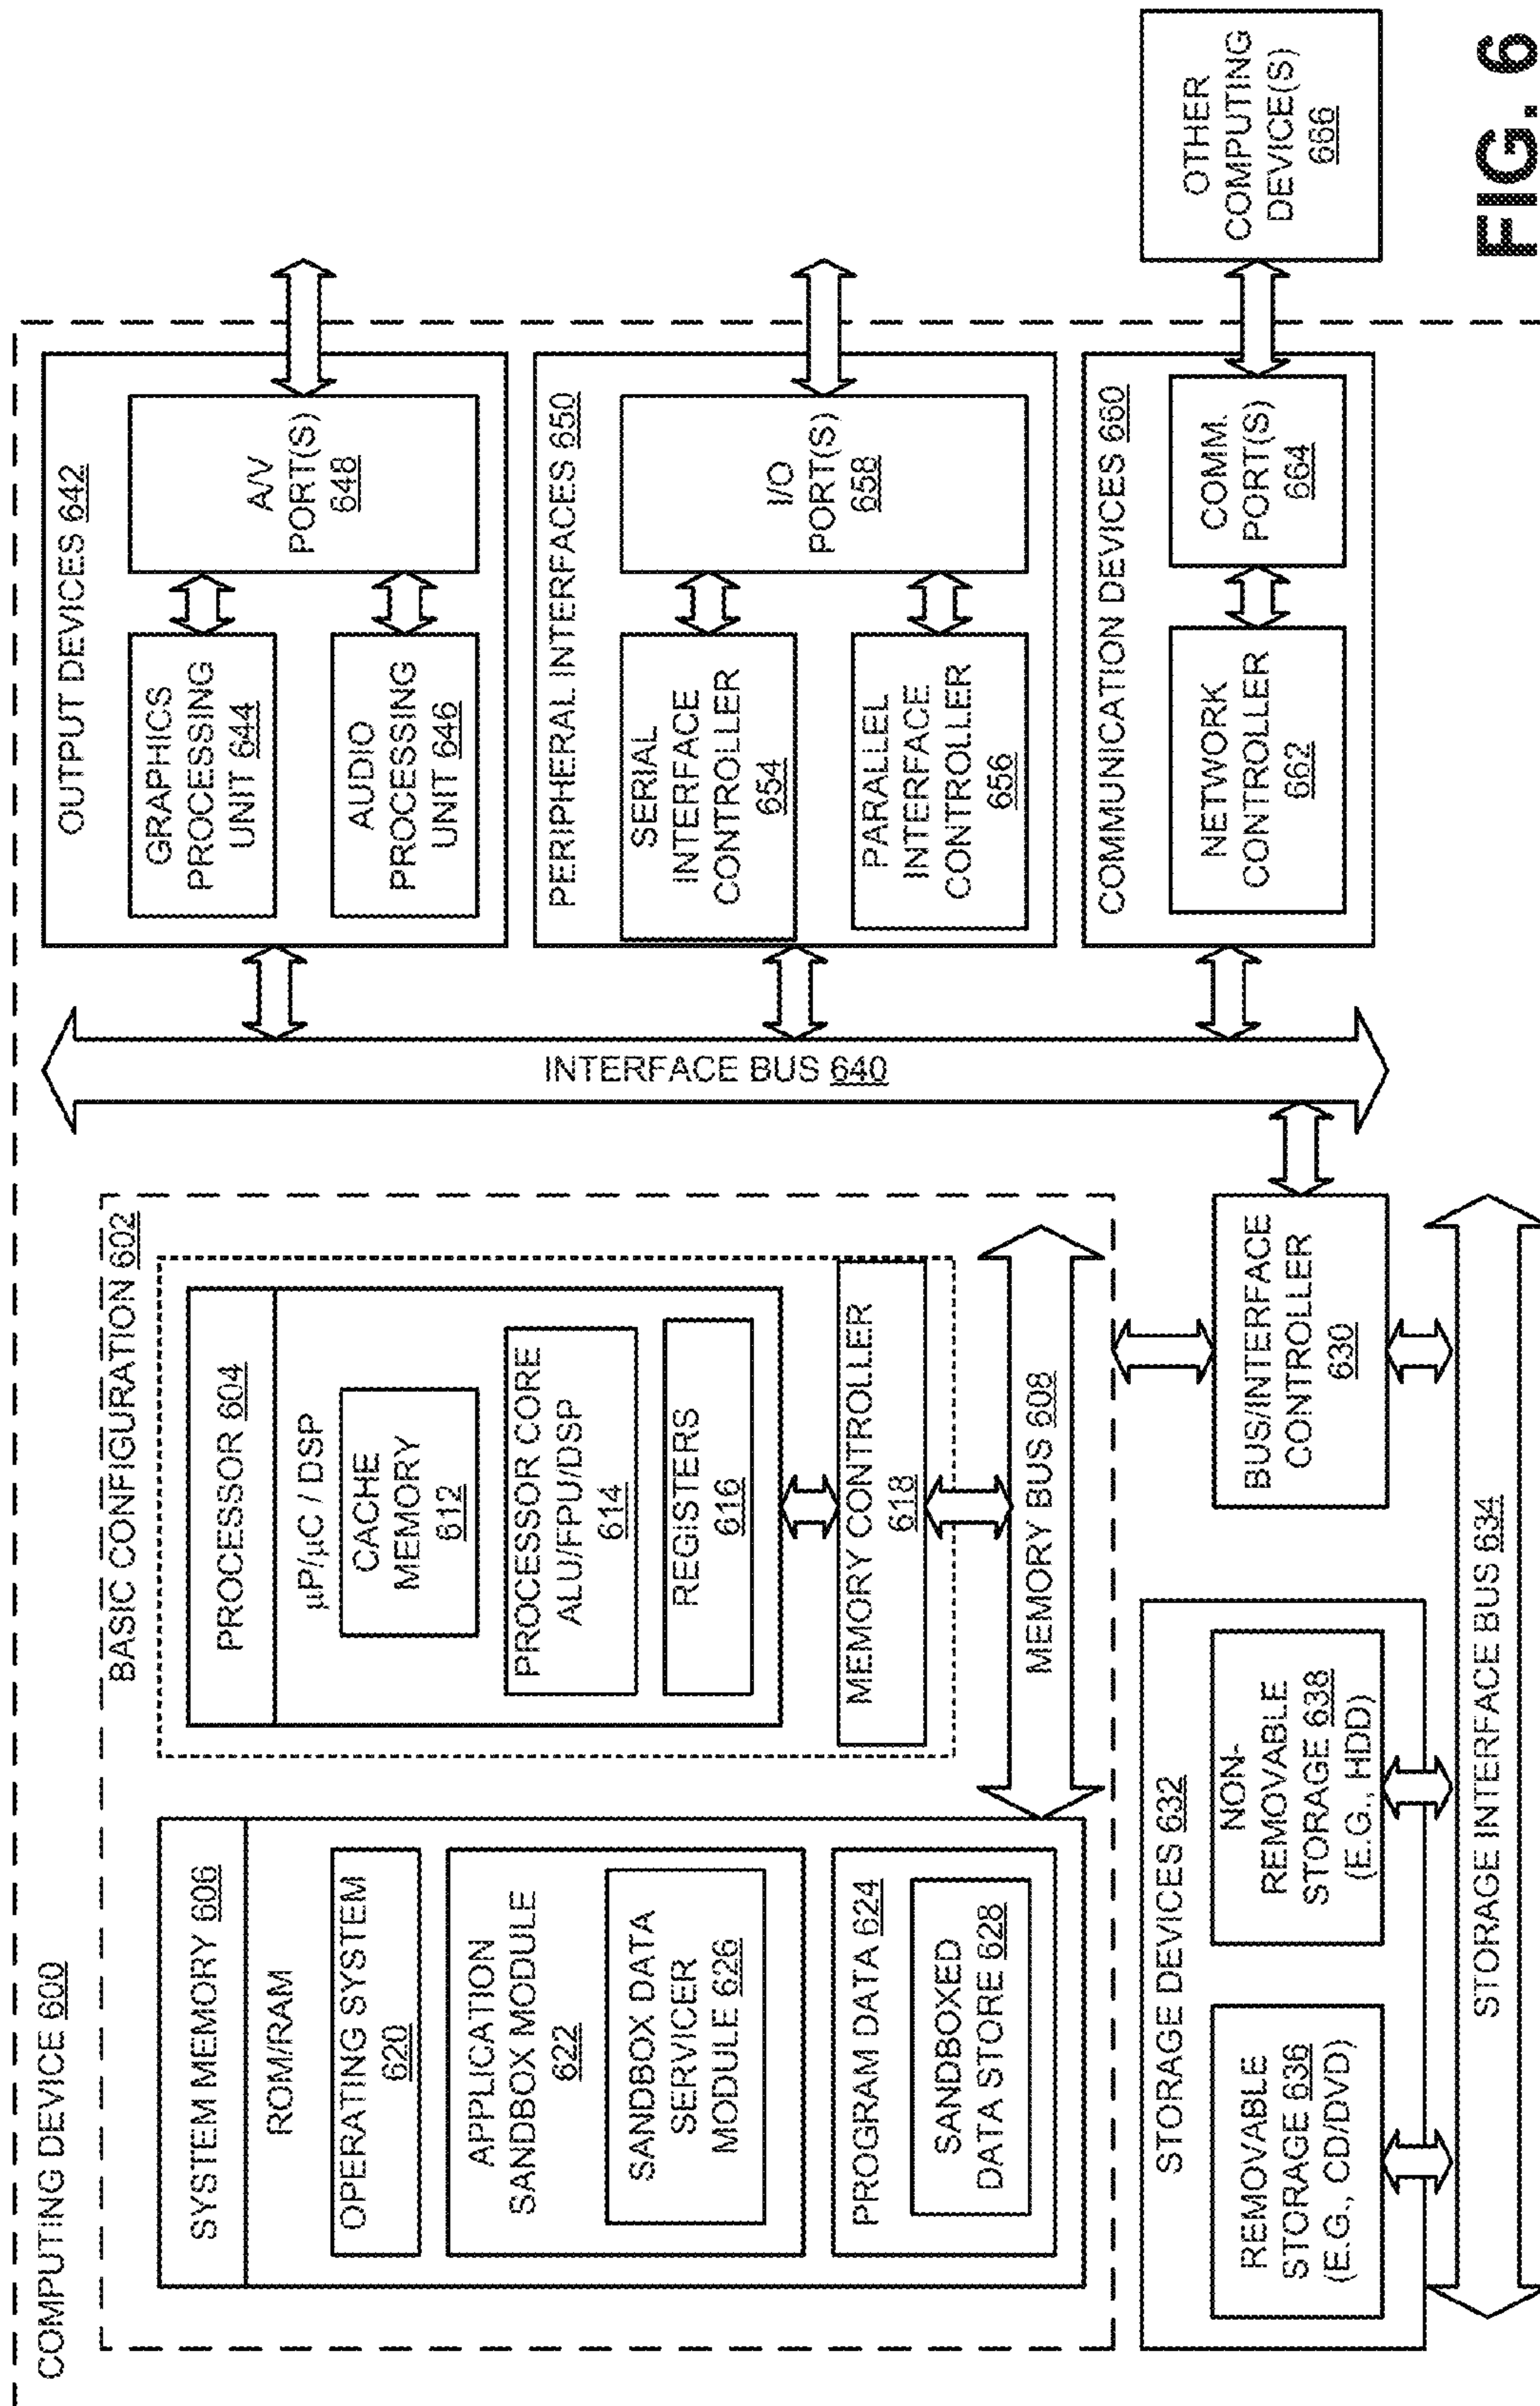 COMPUTING DEVICE 600
BASIC CONFIGURATION 602
SYSTEM MEMORY 606
ROM/RAM
OPERATING SYSTEM
620
APPLICATION
SANDBOX MODULE
622
SANDBOX DATA
SERVICER
MODULE 626
PROGRAM DATA 624
SANDBOXED
DATA STORE 628
PROCESSOR 604
µP/µC / DSP
CACHE
MEMORY
612
PROCESSOR CORE
ALU/FPU/DSP
614
REGISTERS
616
MEMORY CONTROLLER
618
MEMORY BUS 608
BUS/INTERFACE
CONTROLLER
630
STORAGE DEVICES 632
REMOVABLE
STORAGE 636
(E.G., CD/DVD)
NON-
REMOVABLE
STORAGE 638
(E.G., HDD)
STORAGE INTERFACE BUS 634
INTERFACE BUS 640
OUTPUT DEVICES 642
GRAPHICS
PROCESSING
UNIT 644
AUDIO
PROCESSING
UNIT 646
A/V
PORT(S)
648
PERIPHERAL INTERFACES 650
SERIAL
INTERFACE
CONTROLLER
654
PARALLEL
INTERFACE
CONTROLLER
656
I/O
PORT(S)
658
COMMUNICATION DEVICES 660
NETWORK
CONTROLLER
662
COMM.
PORT(S)
664
OTHER
COMPUTING
DEVICE(S)
666
FIG. 6